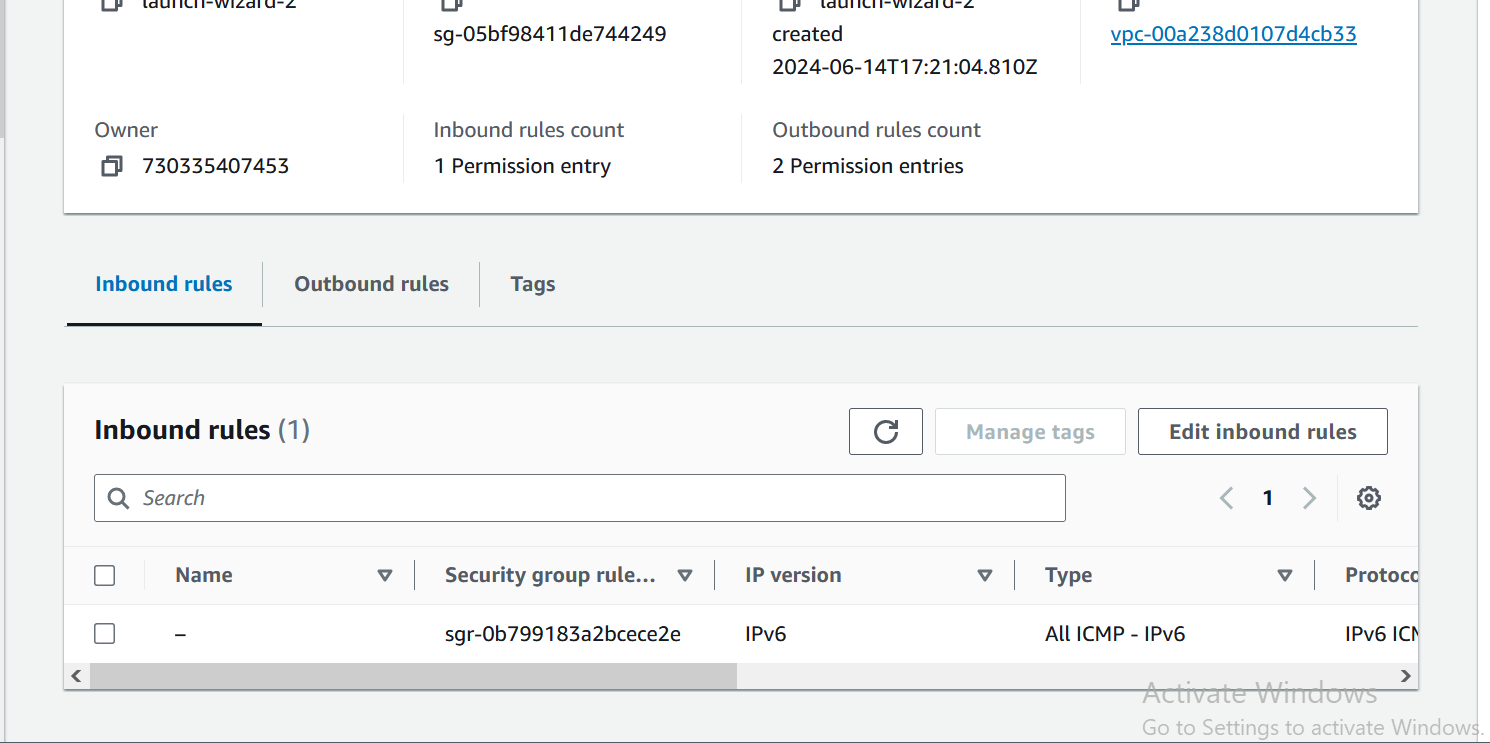 launch-wizard-2
launch-wizard-2
sg-05bf98411de744249
created
vpc-00a238d0107d4cb33
2024-06-14T17:21:04.810Z
Owner
Inbound rules count
Outbound rules count
730335407453
1 Permission entry
2 Permission entries
Inbound rules
Outbound rules
Tags
Inbound rules (1)
Manage tags
Edit inbound rules
Search
1
Name
Security group rule...
IP version
Type
Protoco
–
sgr-0b799183a2bcece2e
IPv6
All ICMP - IPv6
IPv6 ICM
Activate Windows
Go to Settings to activate Windows.